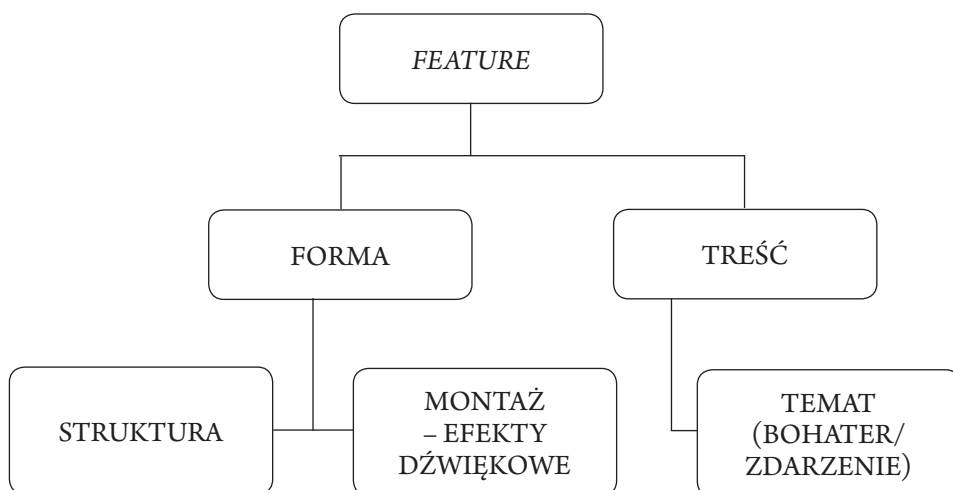 FEATURE
FORMA
TREŚĆ
STRUKTURA
MONTAŻ
– EFEKTY
DŹWIĘKOWE
TEMAT
(BOHATER/
ZDARZENIE)